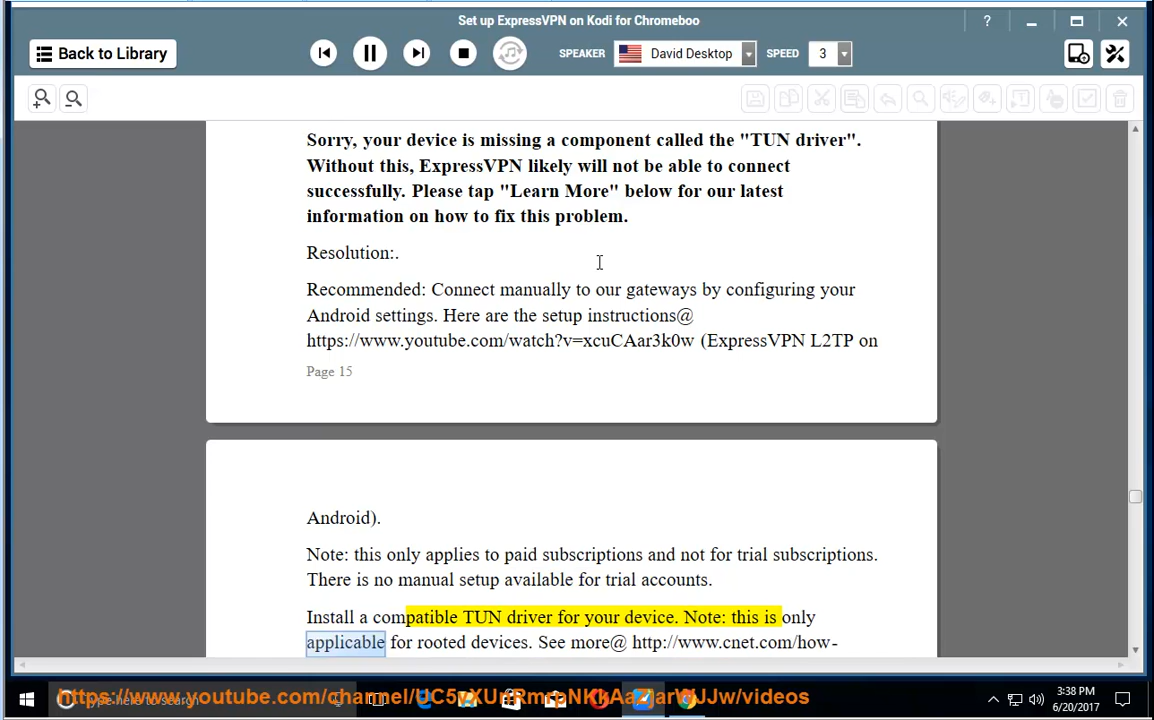 Set up ExpressVPN on Kodi for Chromeboo
Back to Library
SPEAKER David Desktop SPEED 3
Sorry, your device is missing a component called the "TUN driver".
Without this, ExpressVPN likely will not be able to connect
successfully. Please tap "Learn More" below for our latest
information on how to fix this problem.
Resolution:.
Recommended: Connect manually to our gateways by configuring your
Android settings. Here are the setup instructions@
https://www.youtube.com/watch?v=xcuCAar3k0w (ExpressVPN L2TP on
Page 15
Android).
Note: this only applies to paid subscriptions and not for trial subscriptions.
There is no manual setup available for trial accounts.
Install a compatible TUN driver for your device. Note: this is only
applicable for rooted devices. See more@ http://www.cnet.com/how-
3:38 PM
6/20/2017